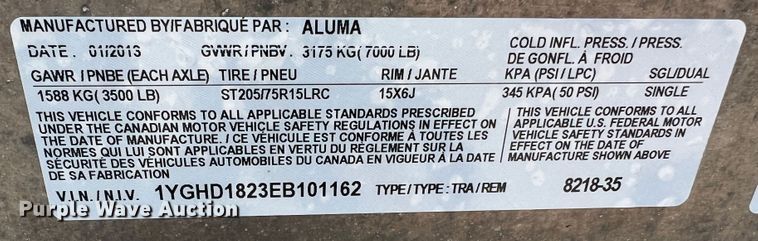 MANUFACTURED BY/FABRIQUÉ PAR : ALUMA
DATE . 01/2013 GVWR / PNBV . 3175 KG( 7000 LB)
COLD INFL. PRESS. / PRESS. DE GONFL. À FROID
GAWR / PNBE (EACH AXLE) TIRE / PNEU RIM / JANTE KPA (PSI / LPC) SGL/DUAL
1588 KG( 3500 LB) ST205/75R15LRC 15X6J 345 KPA( 50 PSI) SINGLE
THIS VEHICLE CONFORMS TO ALL APPLICABLE STANDARDS PRESCRIBED
UNDER THE CANADIAN MOTOR VEHICLE SAFETY REGULATIONS IN EFFECT ON
THE DATE OF MANUFACTURE. / CE VÉHICULE EST CONFORME A TOUTES LES
NORMES QUI LUI SONT APPLICABLES EN VERTU DU RÈGLEMENT SUR LA
SÉCURITÉ DES VÉHICULES AUTOMOBILES DU CANADA EN VIGUEUR À LA DATE
DE SA FABRICATION
THIS VEHICLE CONFORMS TO ALL
APPLICABLE U.S. FEDERAL MOTOR
VEHICLE SAFETY STANDARDS IN
EFFECT ON THE DATE OF
MANUFACTURE SHOWN ABOVE
V.I.N. / N.I.V. 1YGHD1823EB101162 TYPE / TYPE : TRA / REM 8218-35
Purple Wave Auction